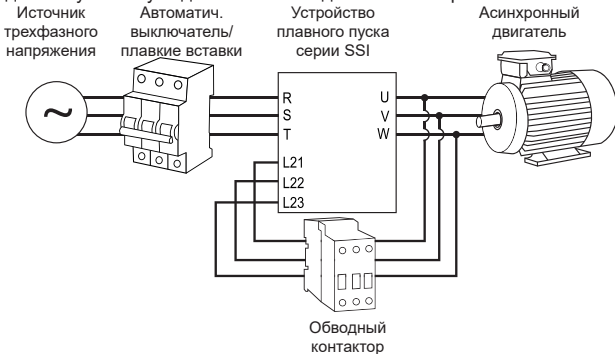 Источник
трехфазного
напряжения
Автоматич.
выключатель/
плавкие вставки
Устройство
плавного пуска
серии SSI
Асинхронный
двигатель
~
R
S
T
L21
L22
L23
U
V
W
Обводный
контактор